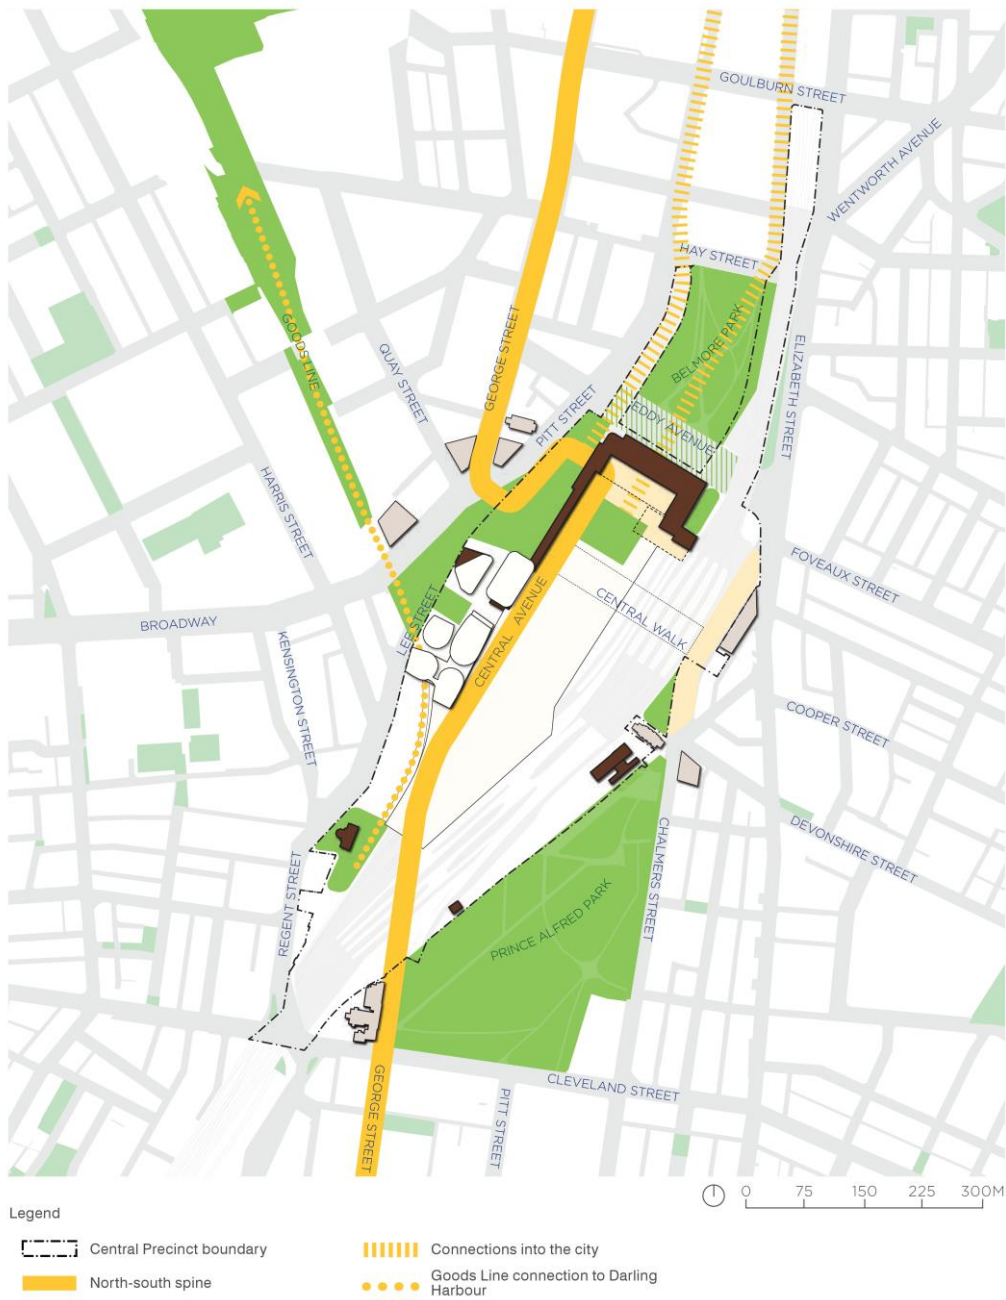 GOULBURN STREET
WENTWORTH AVENUE
HAY STREET
BELMORE PARK
GOODS LINE
GEORGE STREET
QUAY STREET
ELIZABETH STREET
PITT STREET
EDDY AVENUE
HARRIS STREET
FOVEAUX STREET
BROADWAY
LEE STREET
CENTRAL AVENUE
CENTRAL WALK
KENSINGTON STREET
COOPER STREET
DEVONSHIRE STREET
CHALMERS STREET
REGENT STREET
PRINCE ALFRED PARK
GEORGE STREET
CLEVELAND STREET
PITT STREET
0 75 150 225 300M
Legend
Central Precinct boundary
North-south spine
Connections into the city
Goods Line connection to Darling
Harbour